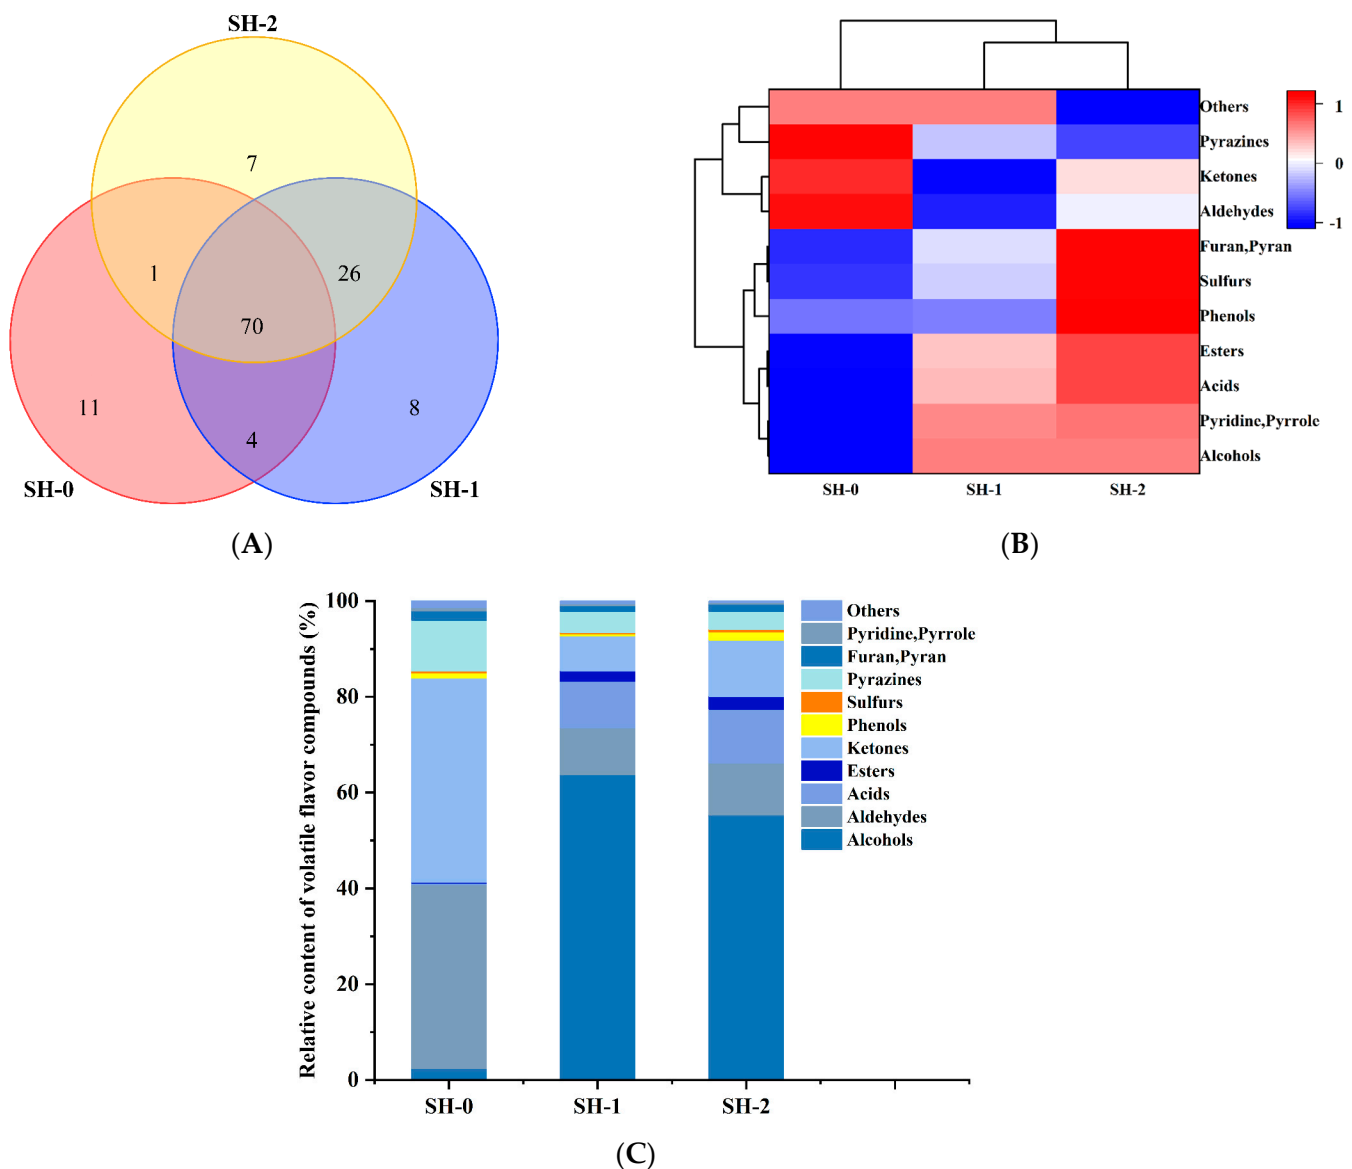 SH-2
7
1
26
70
11
8
4
SH-0
SH-1
(A)
Others
Pyrazines
Ketones
Aldehydes
Furan,Pyran
Sulfurs
Phenols
Esters
Acids
Pyridine,Pyrrole
Alcohols
1
0
-1
SH-0 SH-1 SH-2
(B)
Relative content of volatile flavor compounds (%)
100
80
60
40
20
0
SH-0 SH-1 SH-2
Others
Pyridine,Pyrrole
Furan,Pyran
Pyrazines
Sulfurs
Phenols
Ketones
Esters
Acids
Aldehydes
Alcohols
(C)